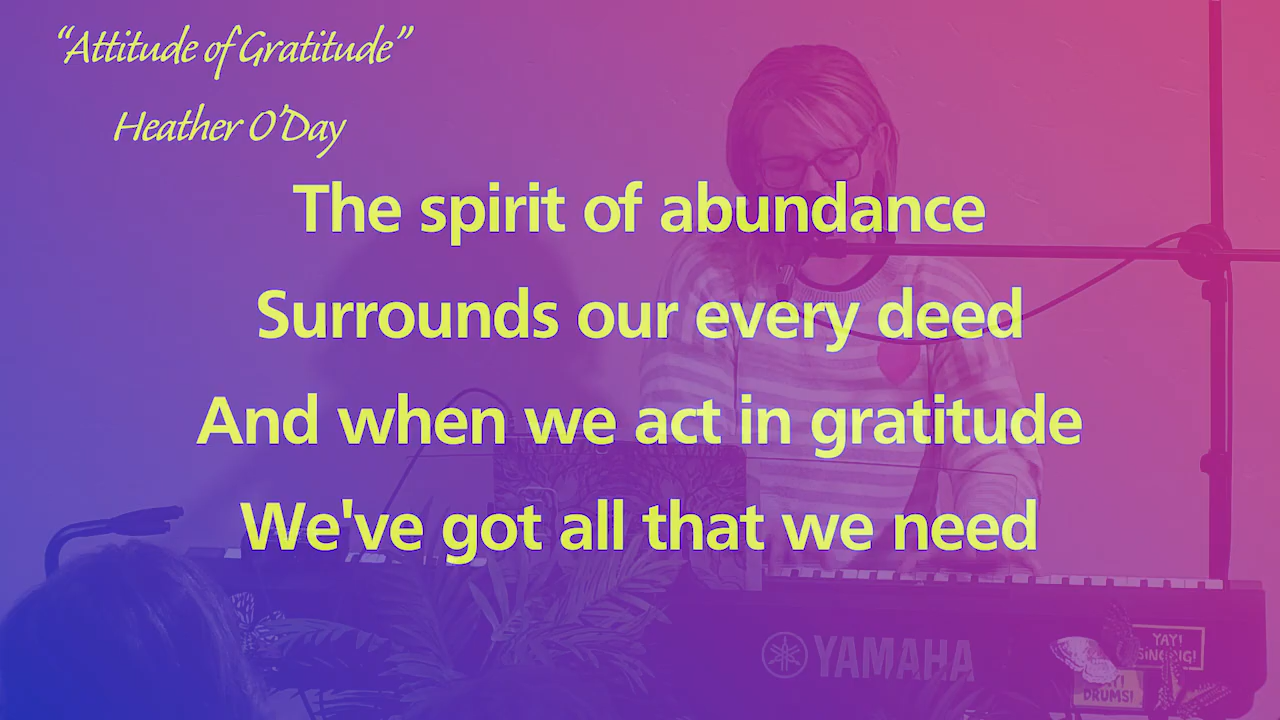 “Attitude of Gratitude”
Heather O'Day
The spirit of abundance
Surrounds our every deed
And when we act in gratitude
We've got all that we need
YAMAHA
YAY!
SINGING!
DRUMS!